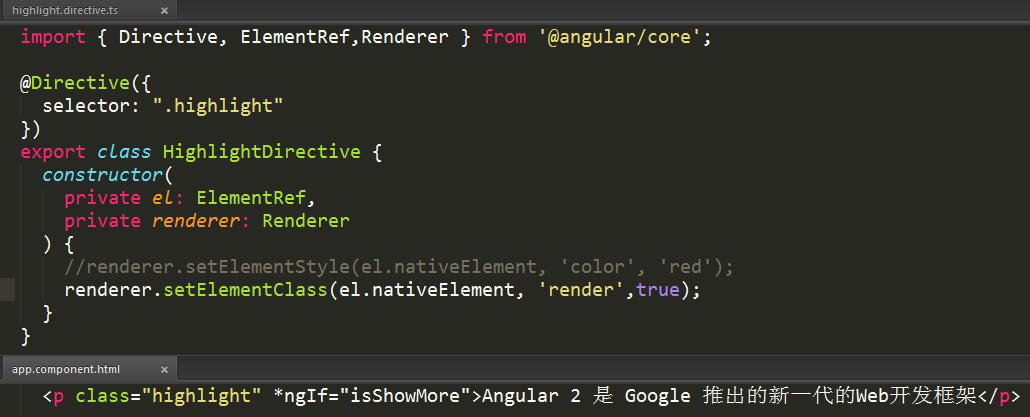 highlight.directive.ts ×
import { Directive, ElementRef,Renderer } from '@angular/core';
@Directive({
  selector: ".highlight"
})
export class HighlightDirective {
  constructor(
    private el: ElementRef,
    private renderer: Renderer
  ) {
    //renderer.setElementStyle(el.nativeElement, 'color', 'red');
    renderer.setElementClass(el.nativeElement, 'render',true);
  }
}
app.component.html ×
<p class="highlight" *ngIf="isShowMore">Angular 2 是 Google 推出的新一代的Web开发框架</p>